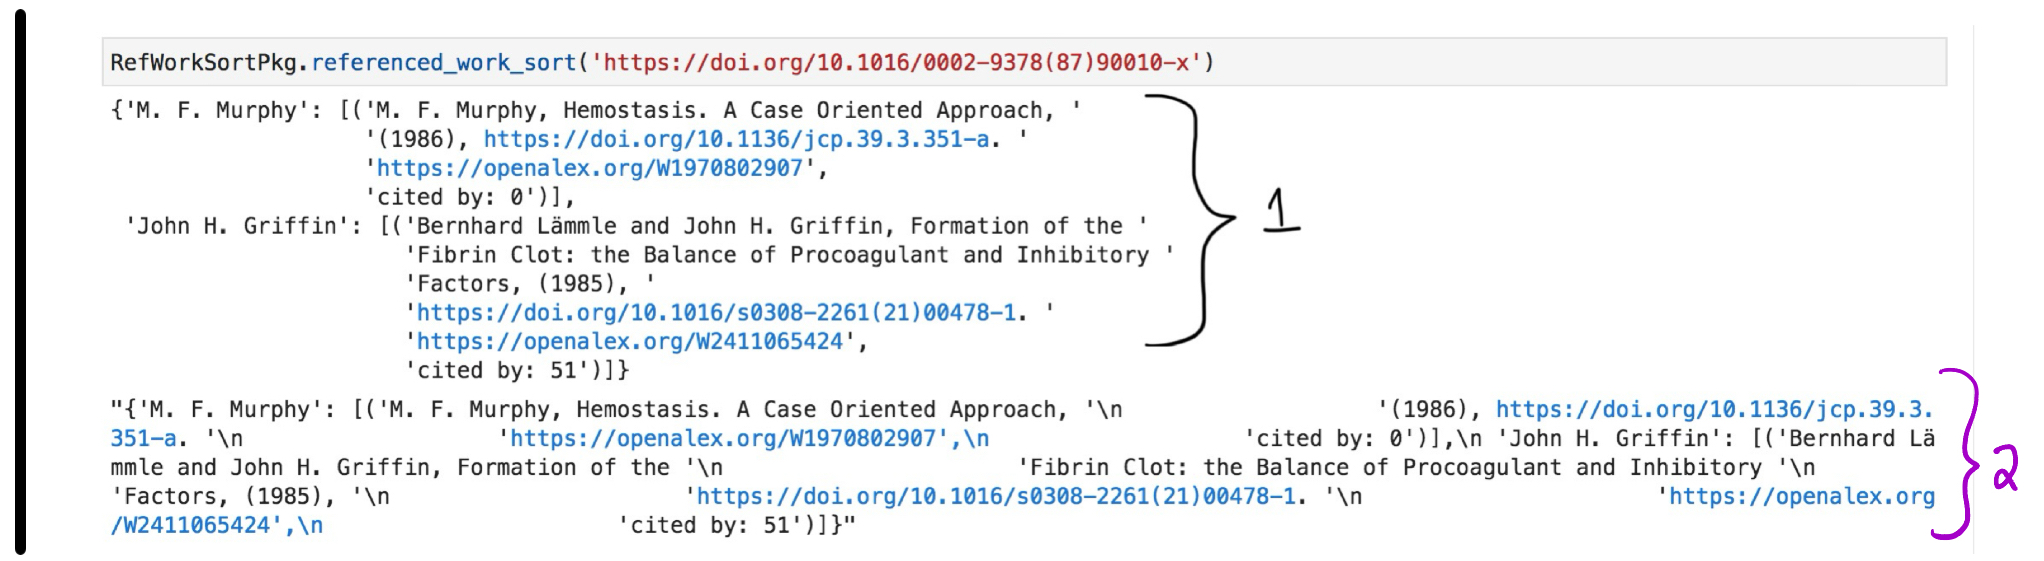 RefWorkSortPkg.referenced_work_sort('https://doi.org/10.1016/0002-9378(87)90010-x')
{'M. F. Murphy': [('M. F. Murphy, Hemostasis. A Case Oriented Approach, '
'(1986), https://doi.org/10.1136/jcp.39.3.351-a. '
'https://openalex.org/W1970802907',
'cited by: 0')],
'John H. Griffin': [('Bernhard Lämmle and John H. Griffin, Formation of the '
'Fibrin Clot: the Balance of Procoagulant and Inhibitory '
'Factors, (1985), '
'https://doi.org/10.1016/s0308-2261(21)00478-1. '
'https://openalex.org/W2411065424',
'cited by: 51')]}
1
"{'M. F. Murphy': [('M. F. Murphy, Hemostasis. A Case Oriented Approach, '\n '(1986), https://doi.org/10.1136/jcp.39.3.
351-a. '\n 'https://openalex.org/W1970802907',\n 'cited by: 0')],\n 'John H. Griffin': [('Bernhard Lä
mmle and John H. Griffin, Formation of the '\n 'Fibrin Clot: the Balance of Procoagulant and Inhibitory '\n
'Factors, (1985), '\n 'https://doi.org/10.1016/s0308-2261(21)00478-1. '\n 'https://openalex.org
/W2411065424',\n 'cited by: 51')]}"
2